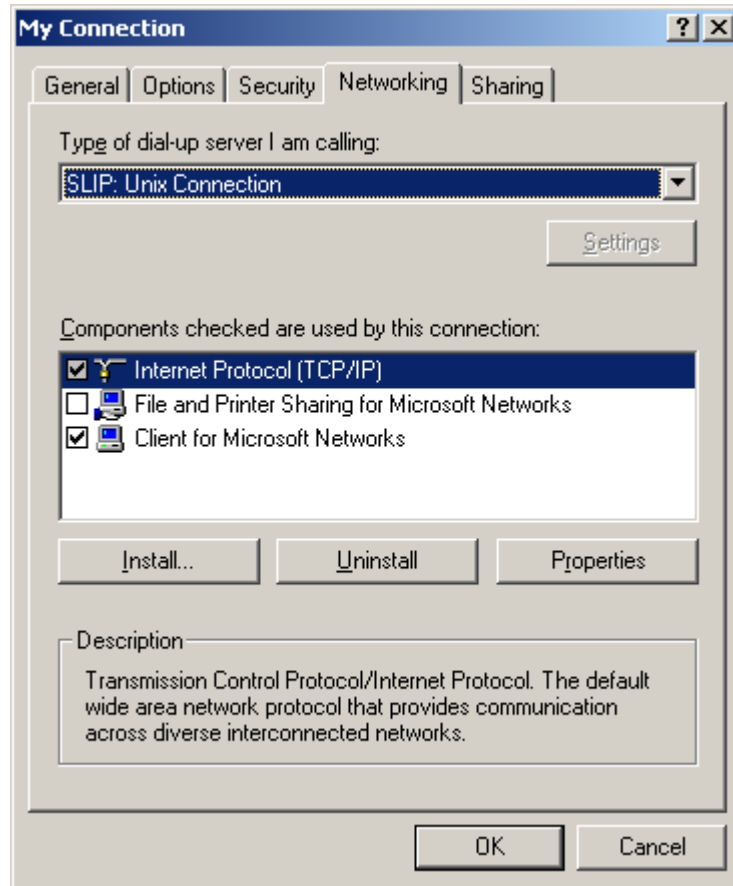 My Connection
General Options Security Networking Sharing
Type of dial-up server I am calling:
SLIP: Unix Connection
Settings
Components checked are used by this connection:
Internet Protocol (TCP/IP)
File and Printer Sharing for Microsoft Networks
Client for Microsoft Networks
Install... Uninstall Properties
Description
Transmission Control Protocol/Internet Protocol. The default
wide area network protocol that provides communication
across diverse interconnected networks.
OK Cancel